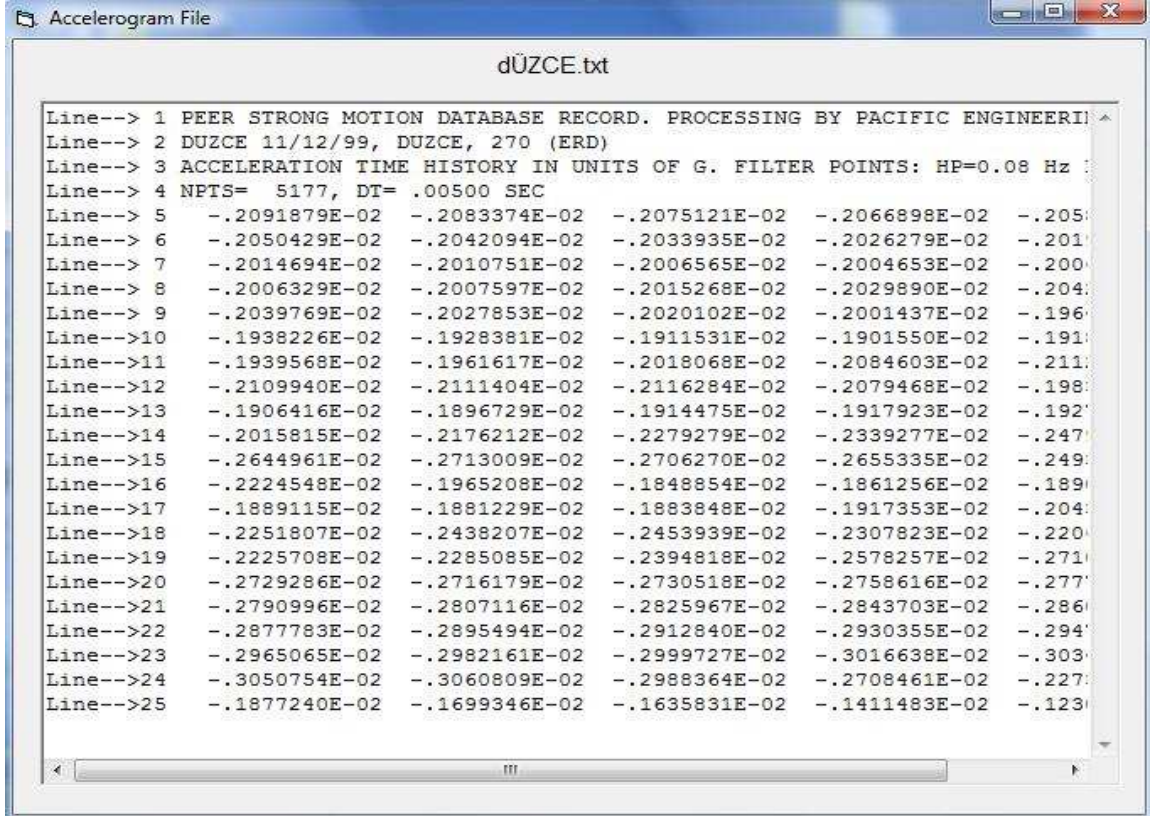 Accelerogram File
dÜZCE.txt
Line--> 1 PEER STRONG MOTION DATABASE RECORD. PROCESSING BY PACIFIC
Line--> 2 DUZCE 11/12/99, DUZCE, 270 (ERD)
Line--> 3 ACCELERATION TIME HISTORY IN UNITS OF G. FILTER POINTS: HP=0.08 Hz
Line--> 4 NPTS= 5177, DT= .00500 SEC
Line--> 5 -.2091879E-02 -.2083374E-02 -.2075121E-02 -.2066898E-02
Line--> 6 -.2050429E-02 -.2042094E-02 -.2033935E-02 -.2026279E-02
Line--> 7 -.2014694E-02 -.2010751E-02 -.2006565E-02 -.2004653E-02
Line--> 8 -.2006329E-02 -.2007597E-02 -.2015268E-02 -.2029890E-02
Line--> 9 -.2039769E-02 -.2027853E-02 -.2020102E-02 -.2001437E-02
Line-->10 -.1938226E-02 -.1928381E-02 -.1911531E-02 -.1901550E-02
Line-->11 -.1939568E-02 -.1961617E-02 -.2018068E-02 -.2084603E-02
Line-->12 -.2109940E-02 -.2111404E-02 -.2116284E-02 -.2079468E-02
Line-->13 -.1906416E-02 -.1896729E-02 -.1914475E-02 -.1917923E-02
Line-->14 -.2015815E-02 -.2176212E-02 -.2279279E-02 -.2339277E-02
Line-->15 -.2644961E-02 -.2713009E-02 -.2706270E-02 -.2655335E-02
Line-->16 -.2224548E-02 -.1965208E-02 -.1848854E-02 -.1861256E-02
Line-->17 -.1889115E-02 -.1881229E-02 -.1883848E-02 -.1917353E-02
Line-->18 -.2251807E-02 -.2438207E-02 -.2453939E-02 -.2307823E-02
Line-->19 -.2225708E-02 -.2285085E-02 -.2394818E-02 -.2578257E-02
Line-->20 -.2729286E-02 -.2716179E-02 -.2730518E-02 -.2758616E-02
Line-->21 -.2790996E-02 -.2807116E-02 -.2825967E-02 -.2843703E-02
Line-->22 -.2877783E-02 -.2895494E-02 -.2912840E-02 -.2930355E-02
Line-->23 -.2965065E-02 -.2982161E-02 -.2999727E-02 -.3016638E-02
Line-->24 -.3050754E-02 -.3060809E-02 -.2988364E-02 -.2708461E-02
Line-->25 -.1877240E-02 -.1699346E-02 -.1635831E-02 -.1411483E-02